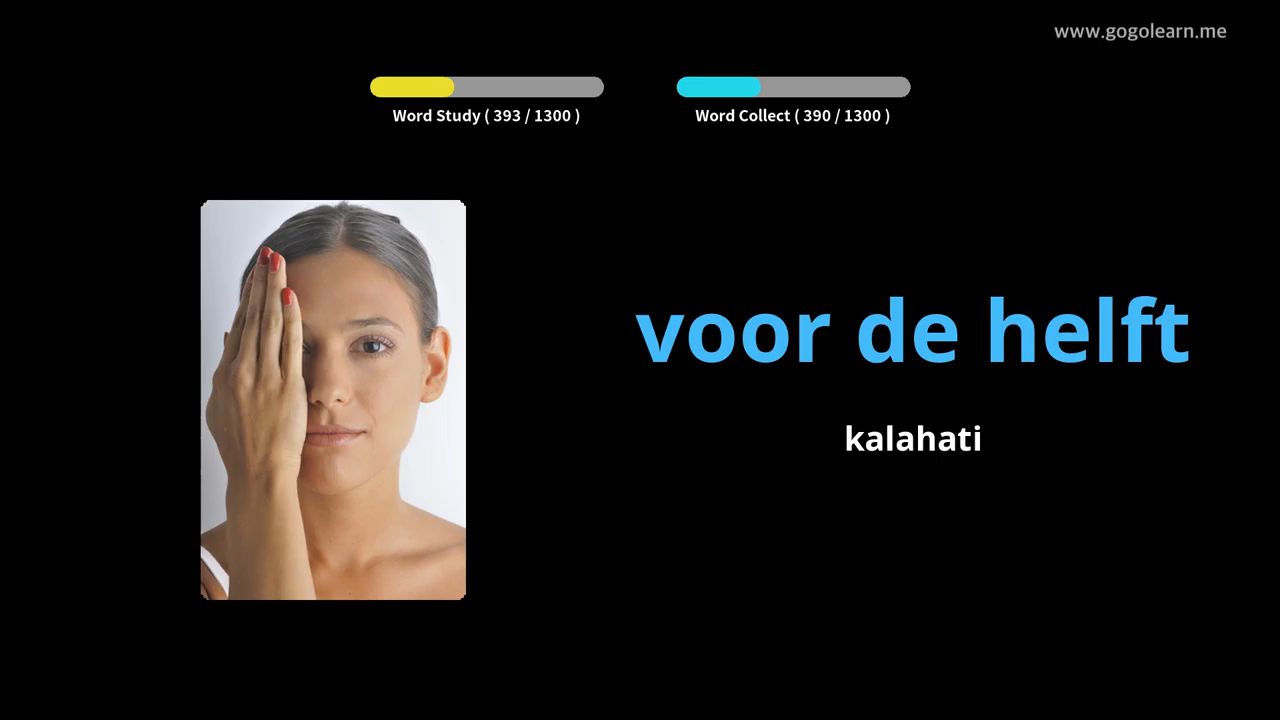 www.gogolearn.me
Word Study ( 393 / 1300 )
Word Collect ( 390 / 1300 )
voor de helft
kalahati